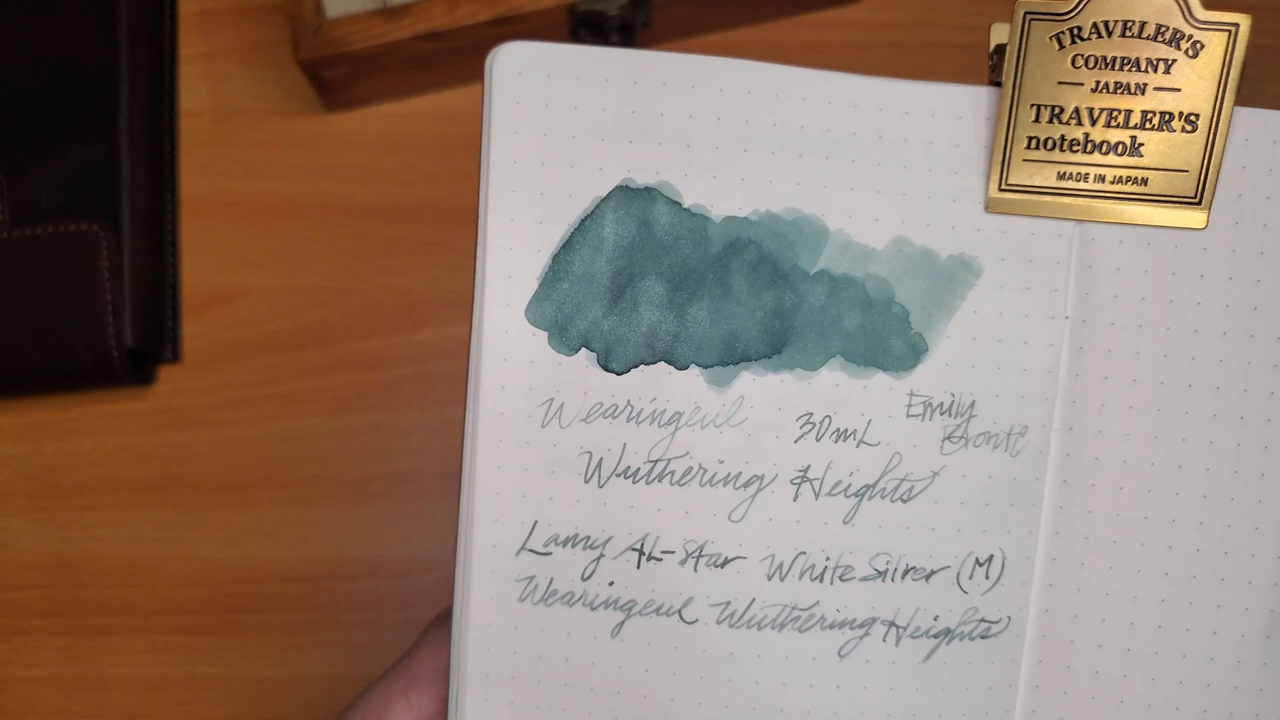 TRAVELER'S
COMPANY
JAPAN
TRAVELER'S
notebook
MADE IN JAPAN
Wearingeul 30mL Emily Brontë
Wuthering Heights
Lamy AL-Star White Silver (M)
Wearingeul Wuthering Heights